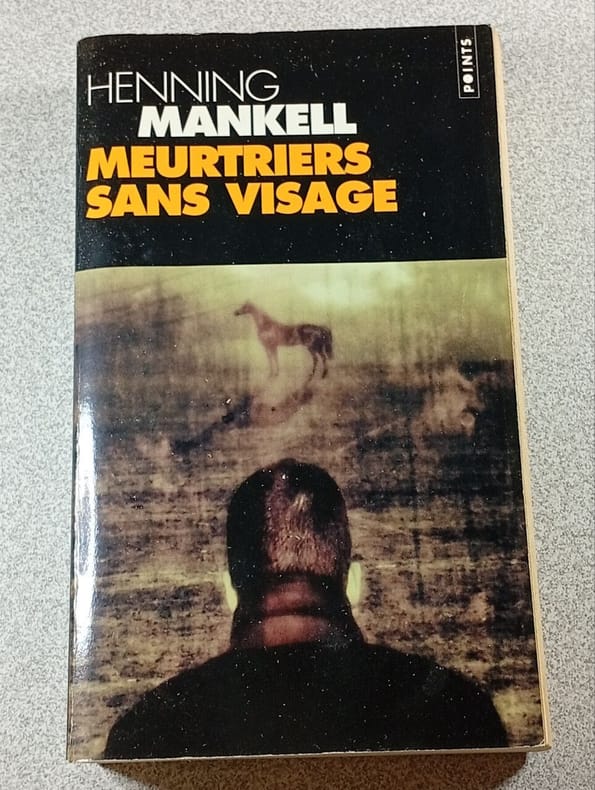 HENNING
MANKELL
MEURTRIERS
SANS VISAGE
POINTS